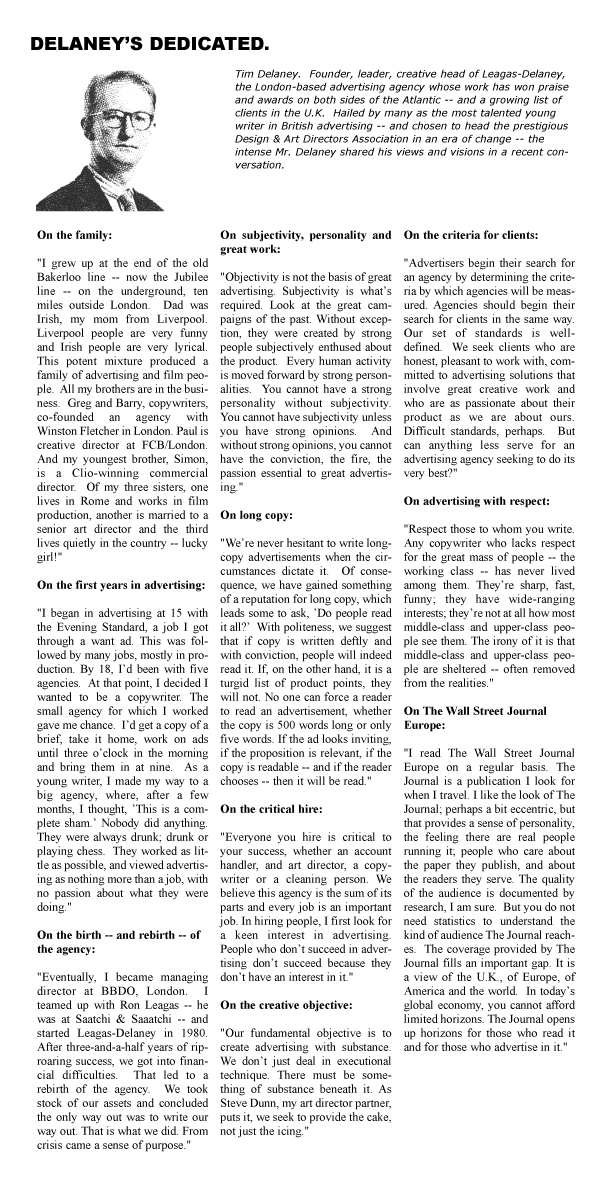 DELANEY'S DEDICATED.
Tim Delaney.  Founder, leader, creative head of Leagas-Delaney,
the London-based advertising agency whose work has won praise
and awards on both sides of the Atlantic -- and a growing list of
clients in the U.K.  Hailed by many as the most talented young
writer in British advertising -- and chosen to head the prestigious
Design & Art Directors Association in an era of change -- the
intense Mr. Delaney shared his views and visions in a recent con-
versation.
On the family:
"I grew up at the end of the old
Bakerloo line -- now the Jubilee
line -- on the underground, ten
miles outside London.  Dad was
Irish, my mom from Liverpool.
Liverpool people are very funny
and Irish people are very lyrical.
This potent mixture produced a
family of advertising and film peo-
ple.  All my brothers are in the busi-
ness.  Greg and Barry, copywriters,
co-founded an agency with
Winston Fletcher in London. Paul is
creative director at FCB/London.
And my youngest brother, Simon,
is a Clio-winning commercial
director.  Of my three sisters, one
lives in Rome and works in film
production, another is married to a
senior art director and the third
lives quietly in the country -- lucky
girl!"
On the first years in advertising:
"I began in advertising at 15 with
the Evening Standard, a job I got
through a want ad.  This was fol-
lowed by many jobs, mostly in pro-
duction.  By 18, I'd been with five
agencies.  At that point, I decided I
wanted to be a copywriter.  The
small agency for which I worked
gave me chance.  I'd get a copy of a
brief, take it home, work on ads
until three o'clock in the morning
and bring them in at nine.  As a
young writer, I made my way to a
big agency, where, after a few
months, I thought, `This is a com-
plete sham.' Nobody did anything.
They were always drunk; drunk or
playing chess.  They worked as lit-
tle as possible, and viewed advertis-
ing as nothing more than a job, with
no passion about what they were
doing."
On the birth -- and rebirth -- of
the agency:
"Eventually, I became managing
director at BBDO, London.  I
teamed up with Ron Leagas -- he
was at Saatchi & Saaatchi -- and
started Leagas-Delaney in 1980.
After three-and-a-half years of rip-
roaring success, we got into finan-
cial difficulties.  That led to a
rebirth of the agency.  We took
stock of our assets and concluded
the only way out was to write our
way out. That is what we did. From
crisis came a sense of purpose."
On subjectivity, personality and
great work:
"Objectivity is not the basis of great
advertising. Subjectivity is what's
required. Look at the great cam-
paigns of the past. Without excep-
tion, they were created by strong
people subjectively enthused about
the product.  Every human activity
is moved forward by strong person-
alities.  You cannot have a strong
personality without subjectivity.
You cannot have subjectivity unless
you have strong opinions.  And
without strong opinions, you cannot
have the conviction, the fire, the
passion essential to great advertis-
ing."
On long copy:
"We're never hesitant to write long-
copy advertisements when the cir-
cumstances dictate it.  Of conse-
quence, we have gained something
of a reputation for long copy, which
leads some to ask, `Do people read
it all?'  With politeness, we suggest
that if copy is written deftly and
with conviction, people will indeed
read it. If, on the other hand, it is a
turgid list of product points, they
will not. No one can force a reader
to read an advertisement, whether
the copy is 500 words long or only
five words. If the ad looks inviting,
if the proposition is relevant, if the
copy is readable -- and if the reader
chooses -- then it will be read."
On the critical hire:
"Everyone you hire is critical to
your success, whether an account
handler, and art director, a copy-
writer or a cleaning person. We
believe this agency is the sum of its
parts and every job is an important
job. In hiring people, I first look for
a keen interest in advertising.
People who don't succeed in adver-
tising don't succeed because they
don't have an interest in it."
On the creative objective:
"Our fundamental objective is to
create advertising with substance.
We don't just deal in executional
technique. There must be some-
thing of substance beneath it. As
Steve Dunn, my art director partner,
puts it, we seek to provide the cake,
not just the icing."
On the criteria for clients:
"Advertisers begin their search for
an agency by determining the crite-
ria by which agencies will be meas-
ured. Agencies should begin their
search for clients in the same way.
Our set of standards is well-
defined.  We seek clients who are
honest, pleasant to work with, com-
mitted to advertising solutions that
involve great creative work and
who are as passionate about their
product as we are about ours.
Difficult standards, perhaps.  But
can anything less serve for an
advertising agency seeking to do its
very best?"
On advertising with respect:
"Respect those to whom you write.
Any copywriter who lacks respect
for the great mass of people -- the
working class -- has never lived
among them. They're sharp, fast,
funny; they have wide-ranging
interests; they're not at all how most
middle-class and upper-class peo-
ple see them. The irony of it is that
middle-class and upper-class peo-
ple are sheltered -- often removed
from the realities."
On The Wall Street Journal
Europe:
"I read The Wall Street Journal
Europe on a regular basis. The
Journal is a publication I look for
when I travel. I like the look of The
Journal; perhaps a bit eccentric, but
that provides a sense of personality,
the feeling there are real people
running it; people who care about
the paper they publish, and about
the readers they serve. The quality
of the audience is documented by
research, I am sure.  But you do not
need statistics to understand the
kind of audience The Journal reach-
es.  The coverage provided by The
Journal fills an important gap. It is
a view of the U.K., of Europe, of
America and the world.  In today's
global economy, you cannot afford
limited horizons. The Journal opens
up horizons for those who read it
and for those who advertise in it."